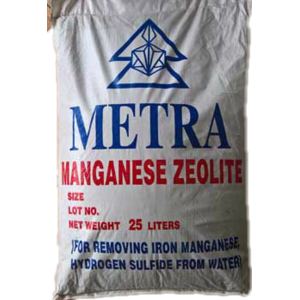 METRA
MANGANESE ZEOLITE
SIZE
LOT NO.
NET WEIGHT 25 LITERS
(FOR REMOVING IRON MANGANESE,
HYDROGEN SULFIDE FROM WATER)